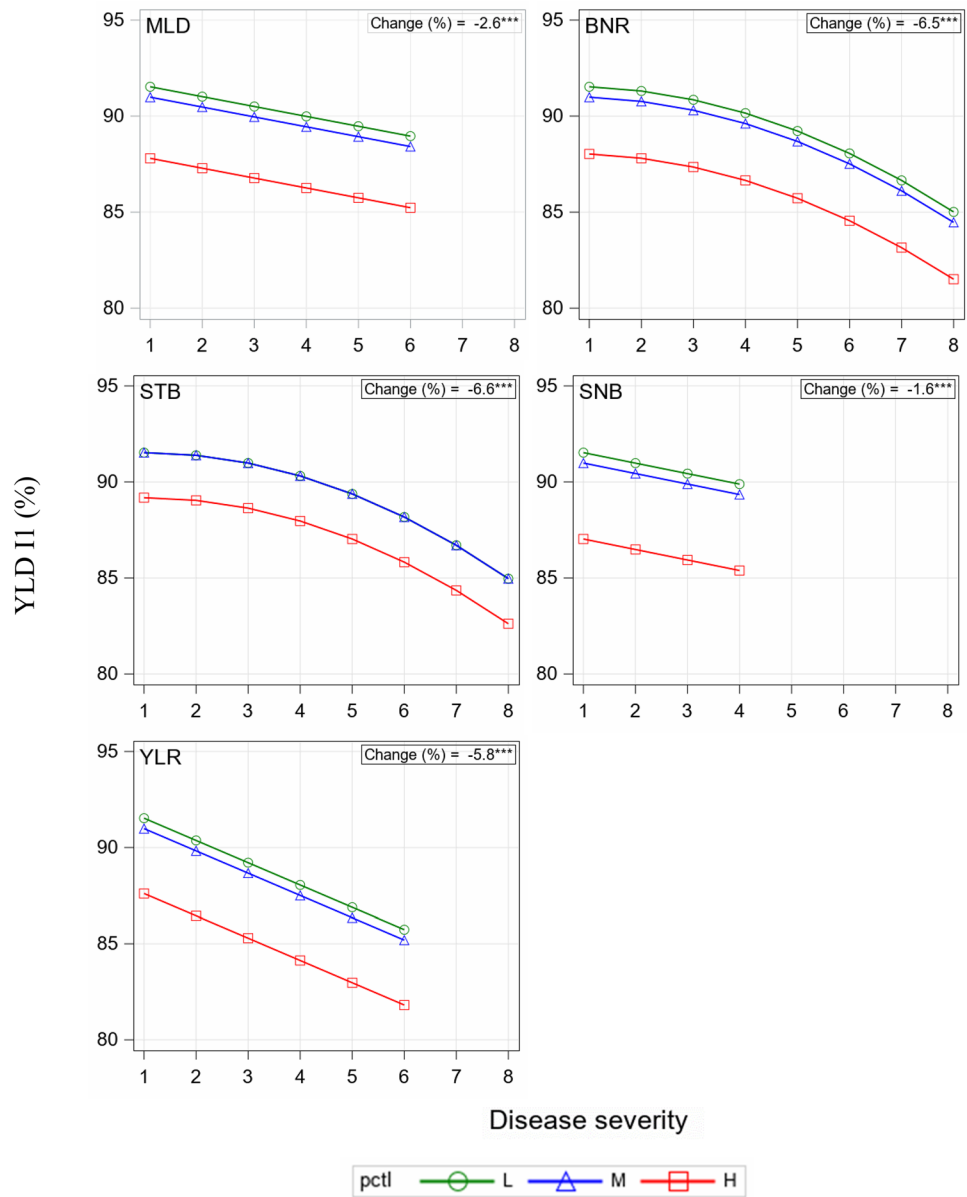 MLD
Change (%) = -2.6***
95
90
85
80
1 2 3 4 5 6 7 8
BNR
Change (%) = -6.5***
95
90
85
80
1 2 3 4 5 6 7 8
STB
Change (%) = -6.6***
95
90
85
80
1 2 3 4 5 6 7 8
SNB
Change (%) = -1.6***
95
90
85
80
1 2 3 4 5 6 7 8
YLD I1 (%)
YLR
Change (%) = -5.8***
95
90
85
80
1 2 3 4 5 6 7 8
Disease severity
pctl L M H